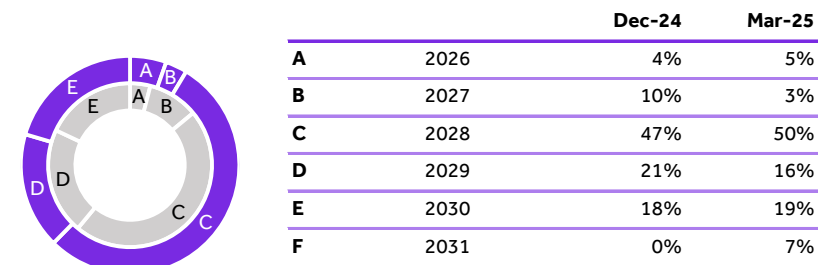 Dec-24 Mar-25
A 2026 4% 5%
B 2027 10% 3%
C 2028 47% 50%
D 2029 21% 16%
E 2030 18% 19%
F 2031 0% 7%
A B
E
E A B
D D
C C